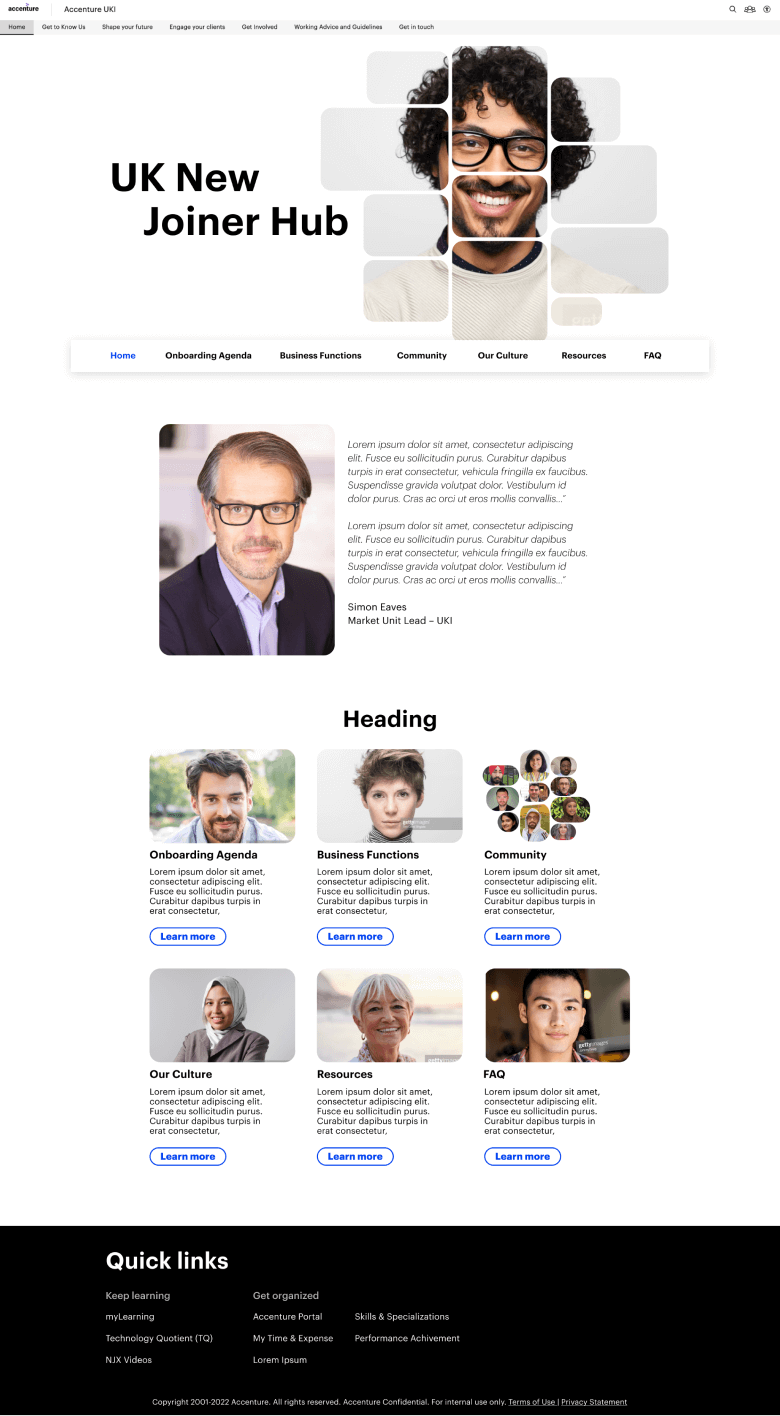 accenture
Accenture UKI
Home
Get to Know Us
Shape your future
Engage your clients
Get Involved
Working Advice and Guidelines
Get in touch
UK New
Joiner Hub
Home
Onboarding Agenda
Business Functions
Community
Our Culture
Resources
FAQ
Lorem ipsum dolor sit amet, consectetur adipiscing
elit. Fusce eu sollicitudin purus. Curabitur dapibus
turpis in erat consectetur, vehicula fringilla ex faucibus.
Suspendisse gravida volutpat dolor. Vestibulum id
dolor purus. Cras ac orci ut eros mollis convallis..."
Lorem ipsum dolor sit amet, consectetur adipiscing
elit. Fusce eu sollicitudin purus. Curabitur dapibus
turpis in erat consectetur, vehicula fringilla ex faucibus.
Suspendisse gravida volutpat dolor. Vestibulum id
dolor purus. Cras ac orci ut eros mollis convallis..."
Simon Eaves
Market Unit Lead – UKI
Heading
gettyimages
Onboarding Agenda
Lorem ipsum dolor sit amet,
consectetur adipiscing elit.
Fusce eu sollicitudin purus.
Curabitur dapibus turpis in
erat consectetur,
Learn more
Business Functions
Lorem ipsum dolor sit amet,
consectetur adipiscing elit.
Fusce eu sollicitudin purus.
Curabitur dapibus turpis in
erat consectetur,
Learn more
Community
Lorem ipsum dolor sit amet,
consectetur adipiscing elit.
Fusce eu sollicitudin purus.
Curabitur dapibus turpis in
erat consectetur,
Learn more
gettyimages
gettyimages
Our Culture
Lorem ipsum dolor sit amet,
consectetur adipiscing elit.
Fusce eu sollicitudin purus.
Curabitur dapibus turpis in
erat consectetur,
Learn more
Resources
Lorem ipsum dolor sit amet,
consectetur adipiscing elit.
Fusce eu sollicitudin purus.
Curabitur dapibus turpis in
erat consectetur,
Learn more
FAQ
Lorem ipsum dolor sit amet,
consectetur adipiscing elit.
Fusce eu sollicitudin purus.
Curabitur dapibus turpis in
erat consectetur,
Learn more
Quick links
Keep learning
myLearning
Technology Quotient (TQ)
NJX Videos
Get organized
Accenture Portal
My Time & Expense
Lorem Ipsum
Skills & Specializations
Performance Achivement
Copyright 2001-2022 Accenture. All rights reserved. Accenture Confidential. For internal use only. Terms of Use | Privacy Statement